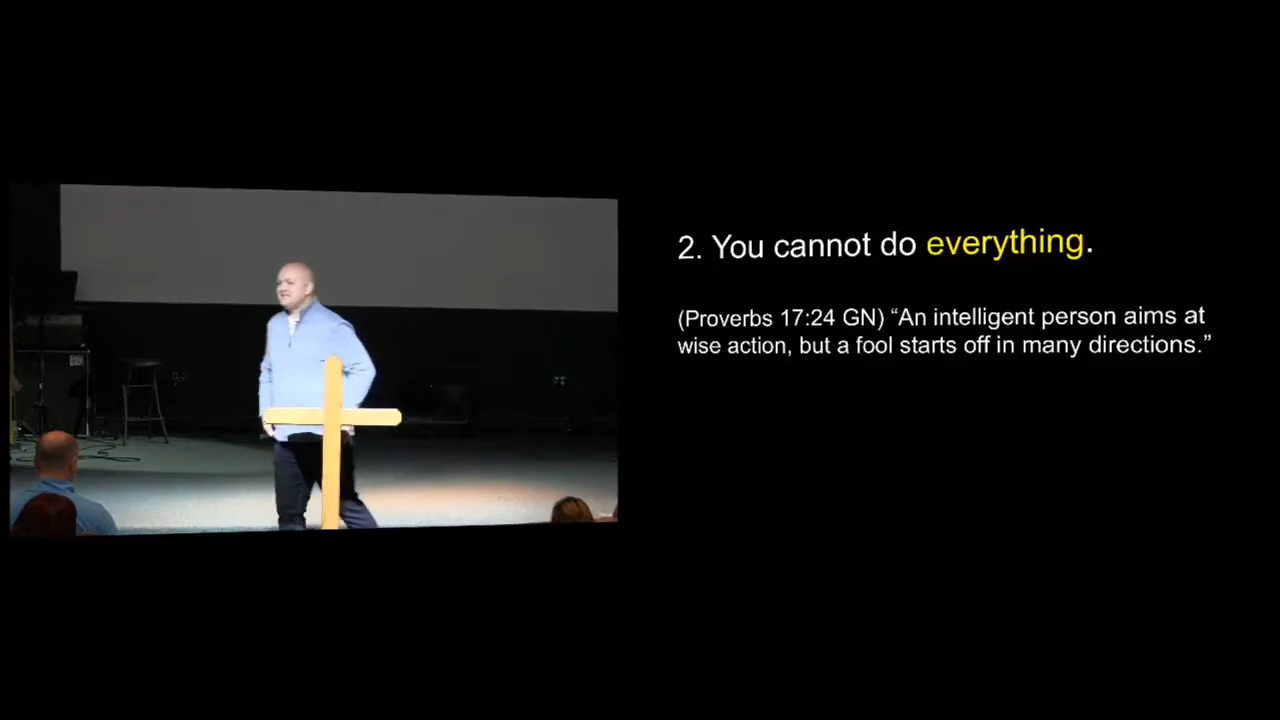 2. You cannot do everything.
(Proverbs 17:24 GN) “An intelligent person aims at
wise action, but a fool starts off in many directions.”